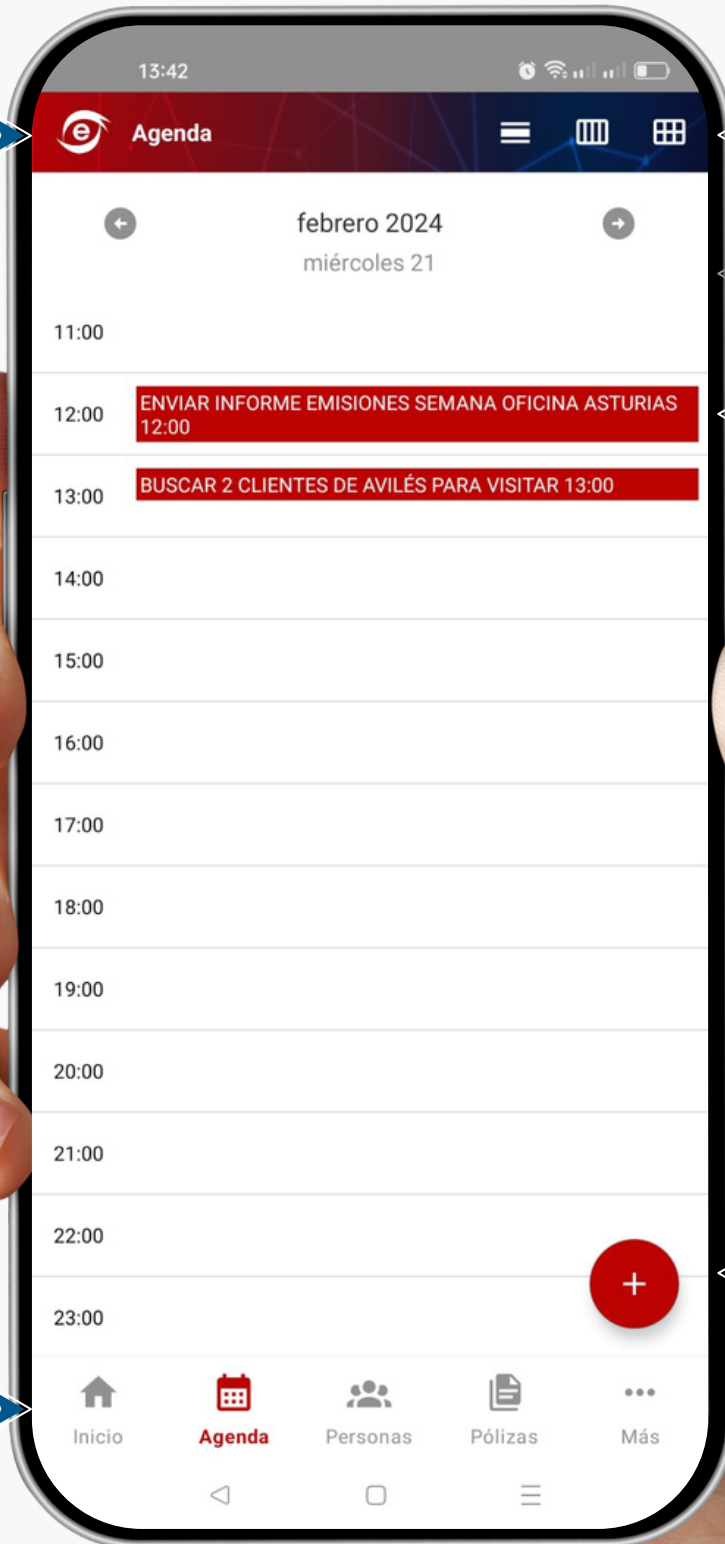 13:42
e
Agenda
febrero 2024
miércoles 21
11:00
12:00
ENVIAR INFORME EMISIONES SEMANA OFICINA ASTURIAS
12:00
13:00
BUSCAR 2 CLIENTES DE AVILÉS PARA VISITAR 13:00
14:00
15:00
16:00
17:00
18:00
19:00
20:00
21:00
22:00
23:00
Inicio
Agenda
Personas
Pólizas
Más